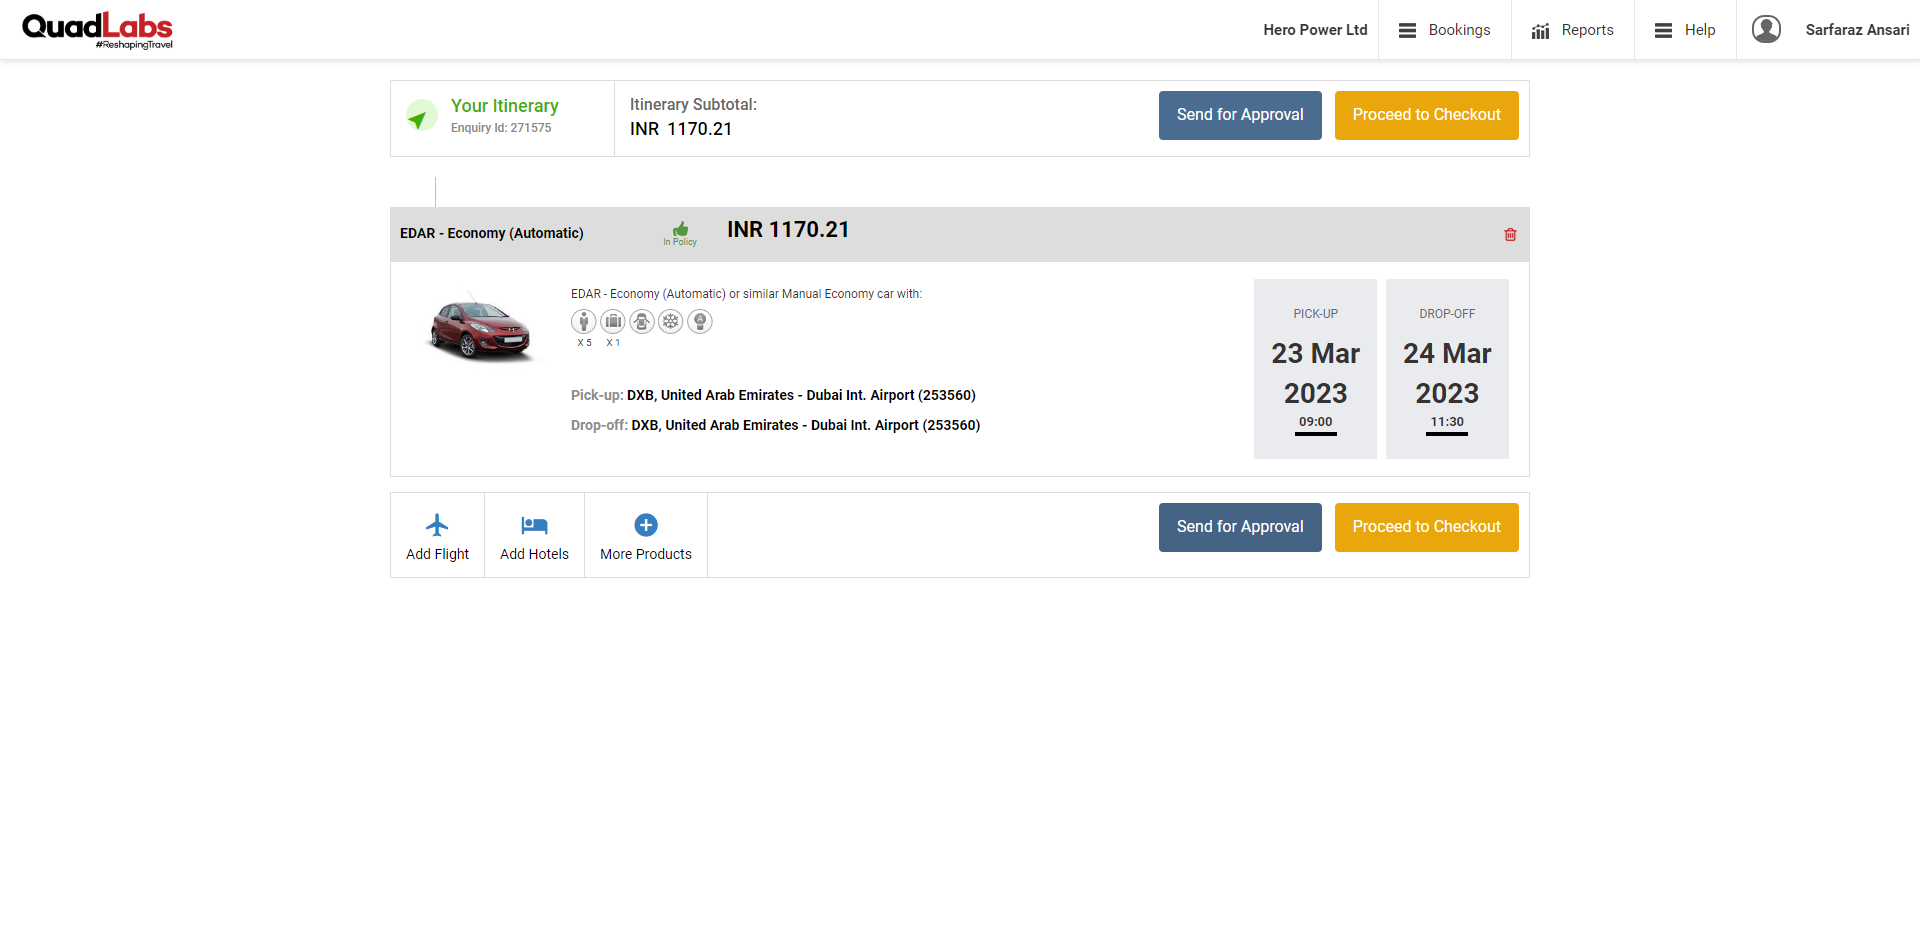 QuadLabs
#ReshapingTravel
Hero Power Ltd
Bookings
Reports
Help
Sarfaraz Ansari
Your Itinerary
Enquiry Id: 271575
Itinerary Subtotal:
INR 1170.21
Send for Approval
Proceed to Checkout
EDAR - Economy (Automatic)
In Policy
INR 1170.21
EDAR - Economy (Automatic) or similar Manual Economy car with:
X 5
X 1
Pick-up: DXB, United Arab Emirates - Dubai Int. Airport (253560)
Drop-off: DXB, United Arab Emirates - Dubai Int. Airport (253560)
PICK-UP
23 Mar
2023
09:00
DROP-OFF
24 Mar
2023
11:30
Add Flight
Add Hotels
More Products
Send for Approval
Proceed to Checkout